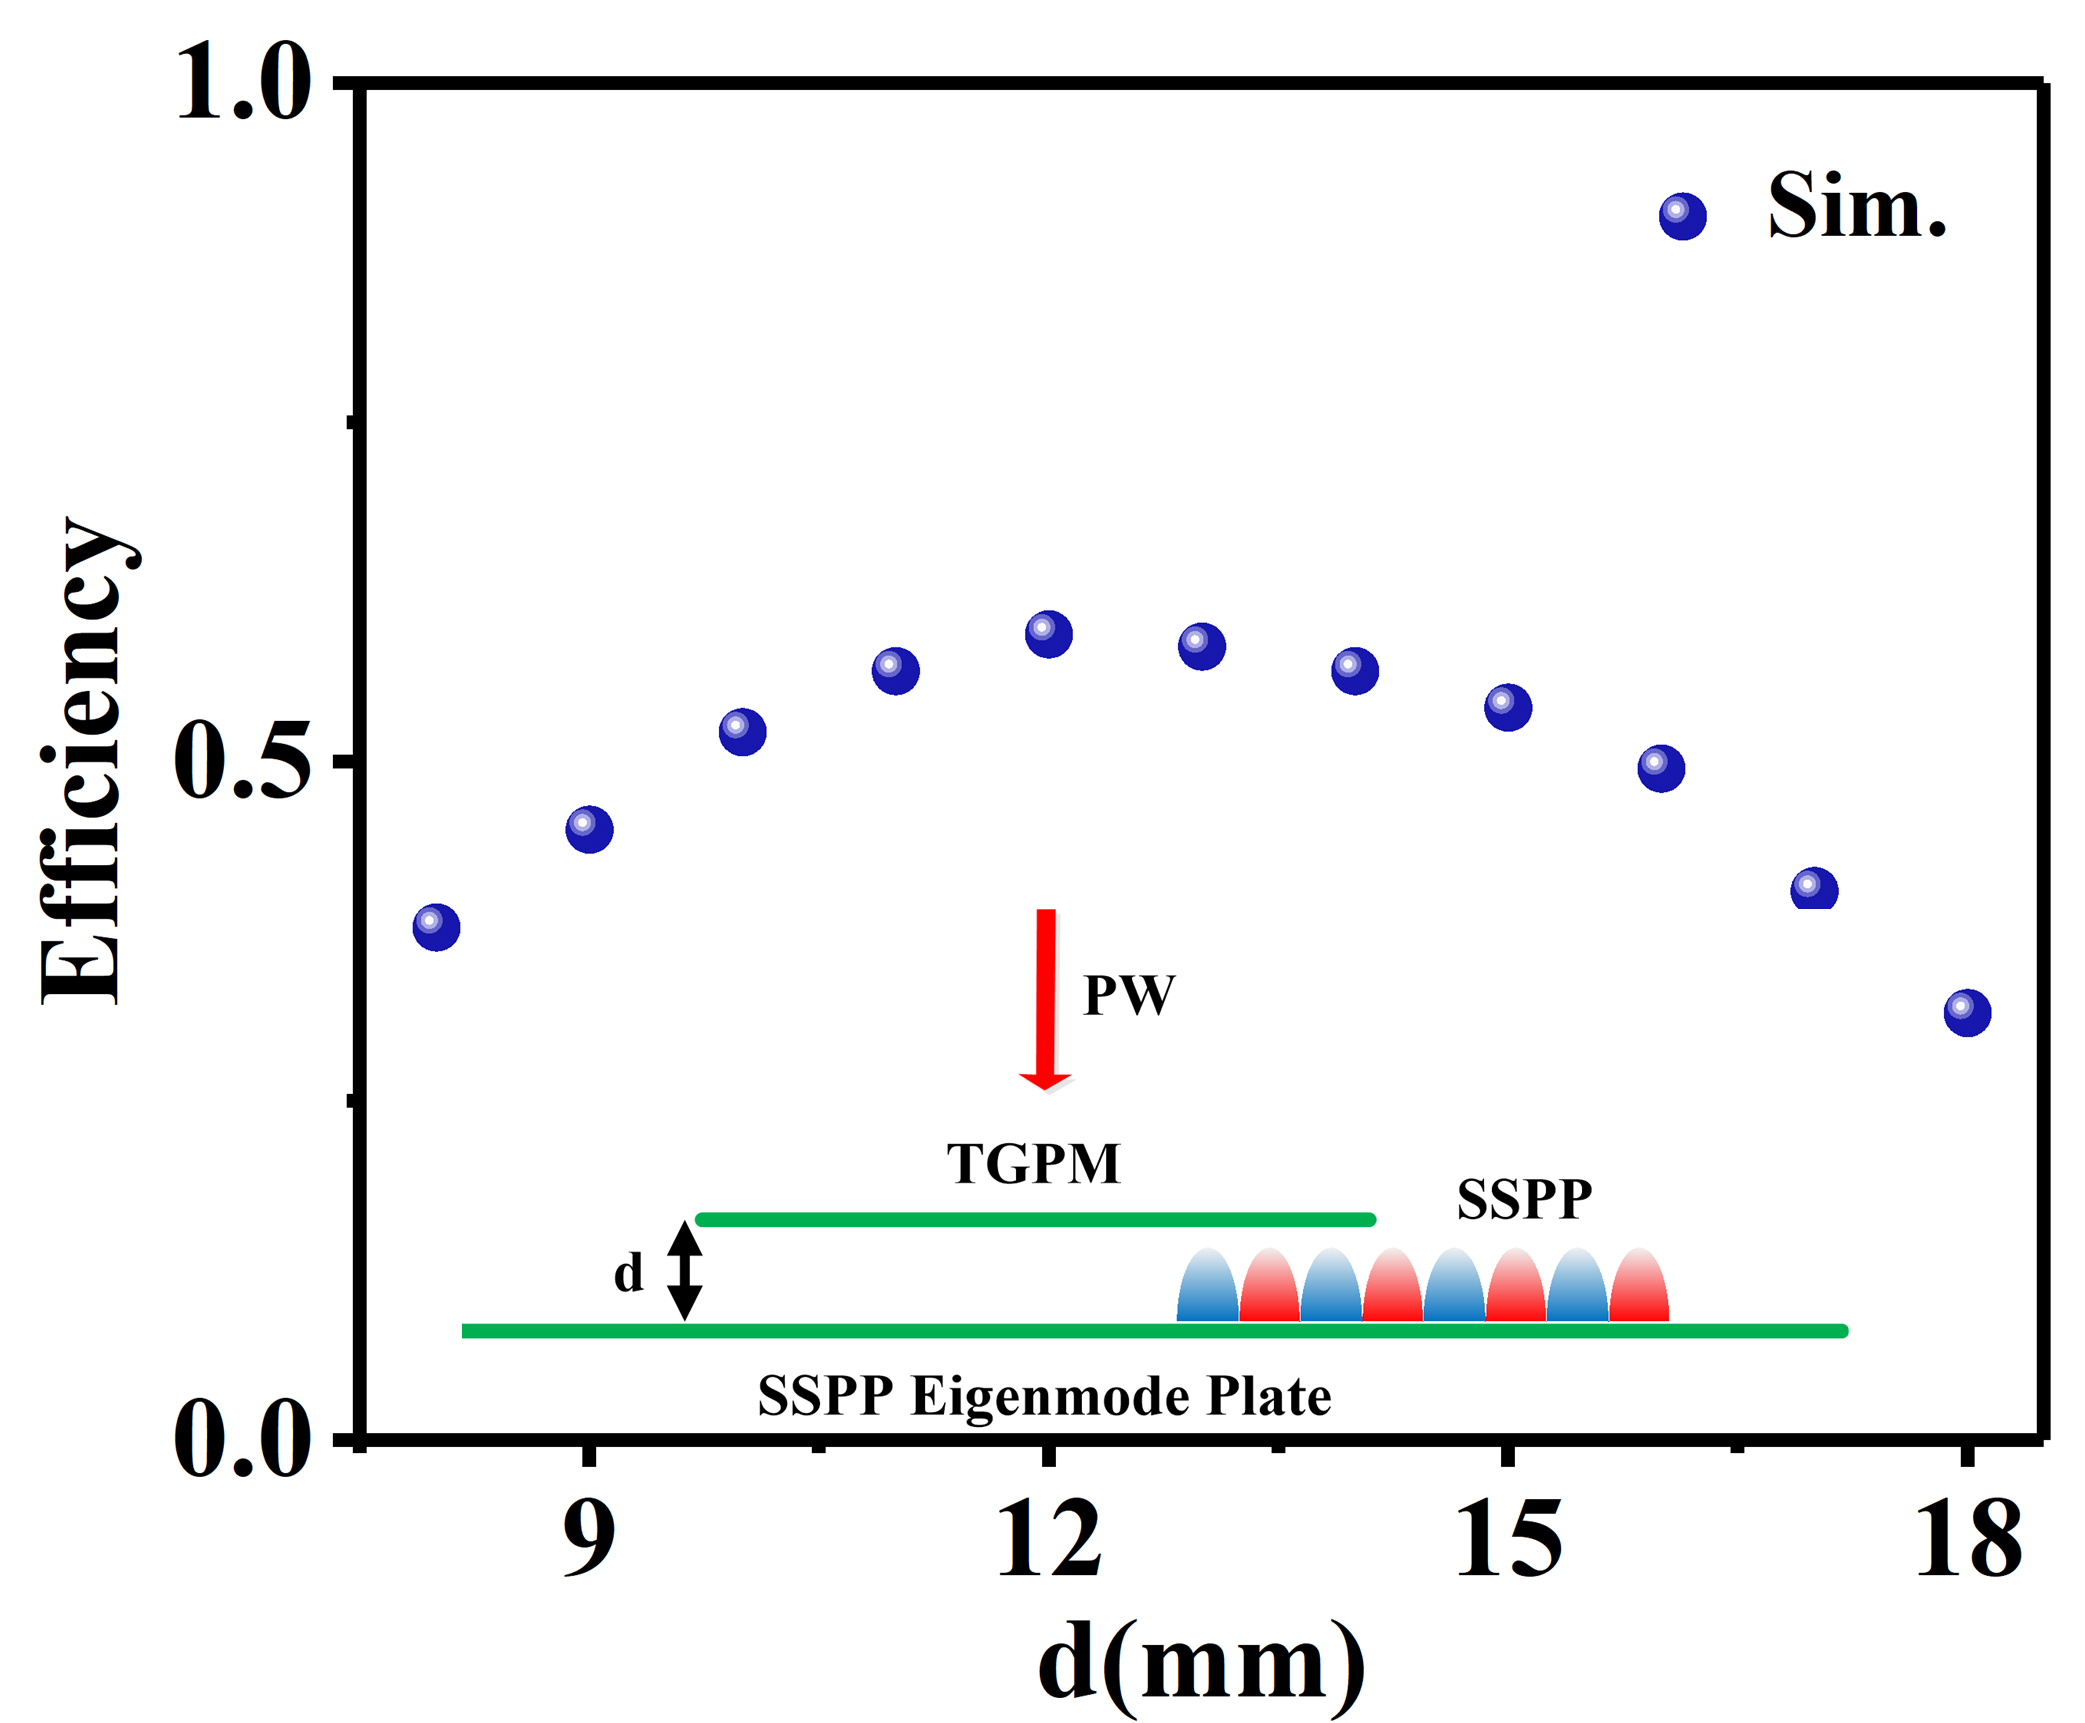 1.0
Sim.
Efficiency
0.5
PW
TGPM
SSPP
d
SSPP Eigenmode Plate
0.0
9 12 15 18
d(mm)